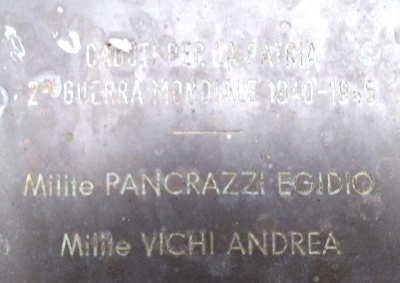 CADUTI PER LA PATRIA
2ª GUERRA MONDIALE 1940-1945
Milite PANCRAZZI EGIDIO
Milite VICHI ANDREA